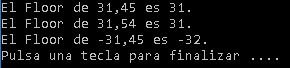 El Floor de 31,45 es 31.
El Floor de 31,54 es 31.
El Floor de -31,45 es -32.
Pulsa una tecla para finalizar ....